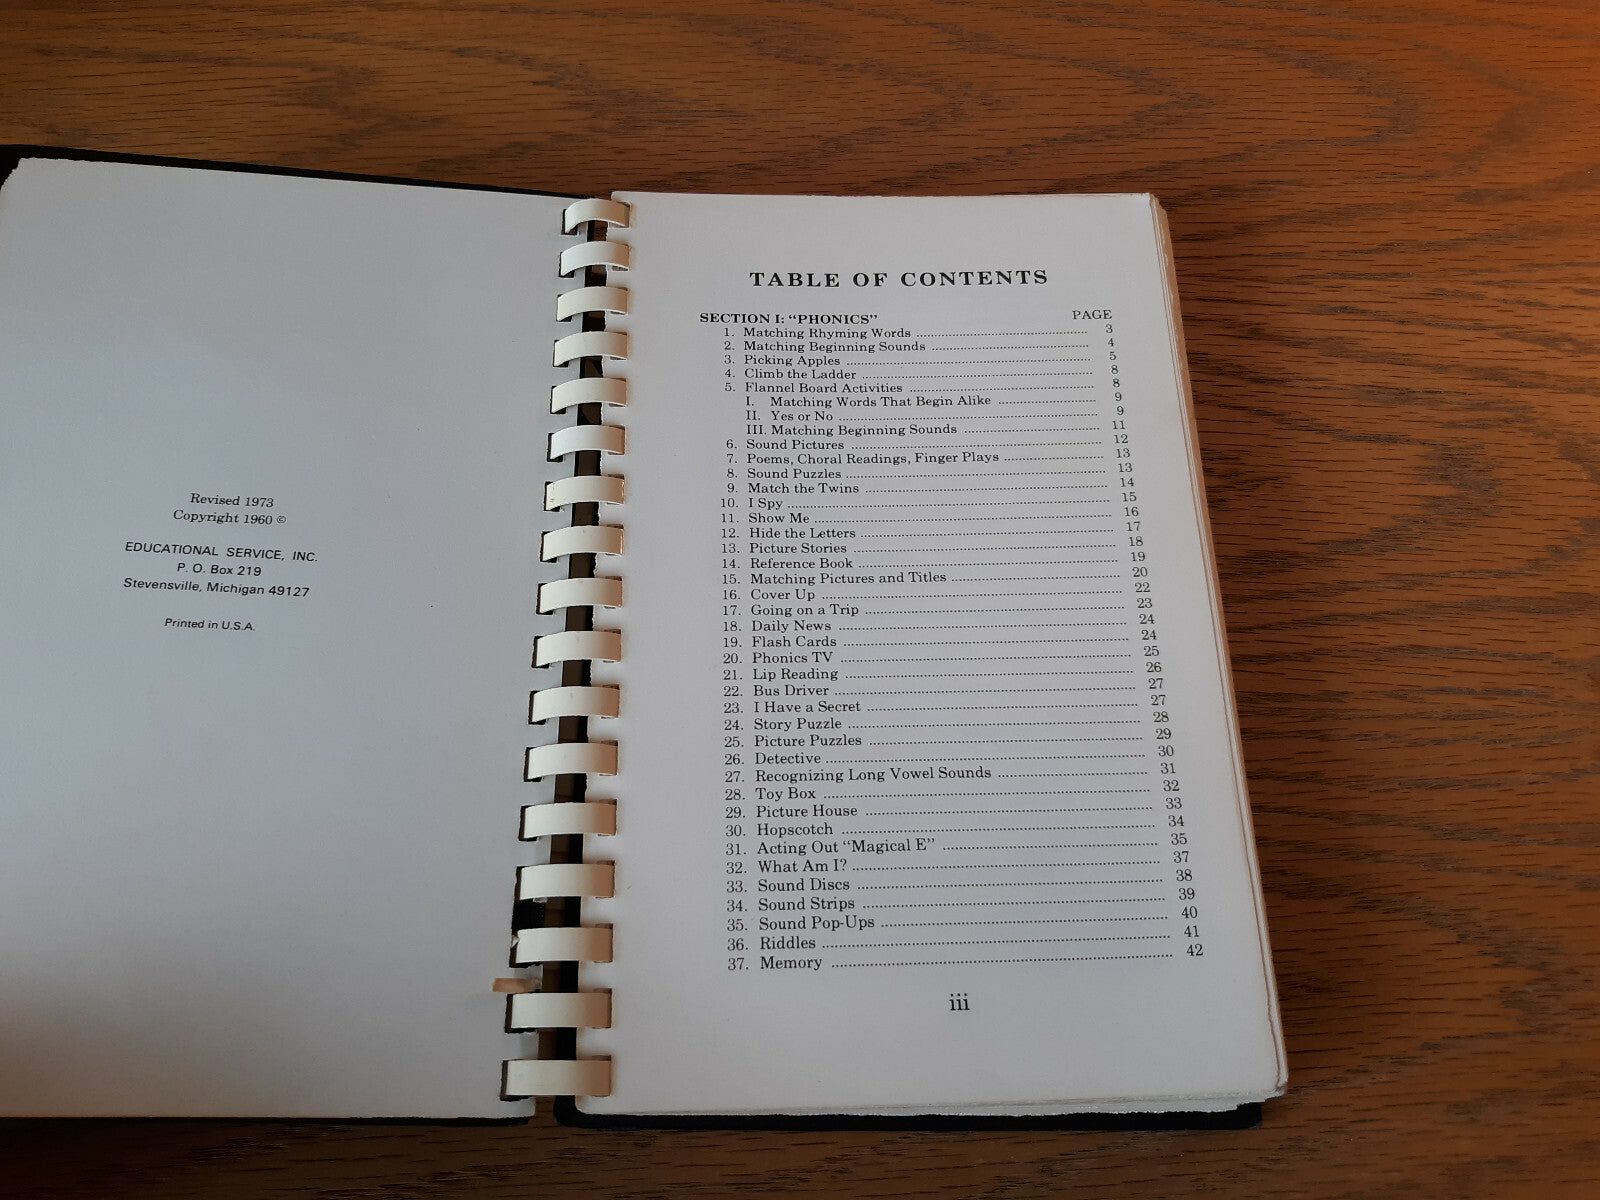 Revised 1973
Copyright 1960 ©
EDUCATIONAL SERVICE, INC.
P. O. Box 219
Stevensville, Michigan 49127
Printed in U.S.A.
TABLE OF CONTENTS
SECTION I: “PHONICS” PAGE
1. Matching Rhyming Words ........ 3
2. Matching Beginning Sounds ........ 4
3. Picking Apples ........ 5
4. Climb the Ladder ........ 8
5. Flannel Board Activities ........ 8
I. Matching Words That Begin Alike ........ 9
II. Yes or No ........ 9
III. Matching Beginning Sounds ........ 11
6. Sound Pictures ........ 12
7. Poems, Choral Readings, Finger Plays ........ 13
8. Sound Puzzles ........ 13
9. Match the Twins ........ 14
10. I Spy ........ 15
11. Show Me ........ 16
12. Hide the Letters ........ 17
13. Picture Stories ........ 18
14. Reference Book ........ 19
15. Matching Pictures and Titles ........ 20
16. Cover Up ........ 22
17. Going on a Trip ........ 23
18. Daily News ........ 24
19. Flash Cards ........ 24
20. Phonics TV ........ 25
21. Lip Reading ........ 26
22. Bus Driver ........ 27
23. I Have a Secret ........ 27
24. Story Puzzle ........ 28
25. Picture Puzzles ........ 29
26. Detective ........ 30
27. Recognizing Long Vowel Sounds ........ 31
28. Toy Box ........ 32
29. Picture House ........ 33
30. Hopscotch ........ 34
31. Acting Out “Magical E” ........ 35
32. What Am I? ........ 37
33. Sound Discs ........ 38
34. Sound Strips ........ 39
35. Sound Pop-Ups ........ 40
36. Riddles ........ 41
37. Memory ........ 42
iii